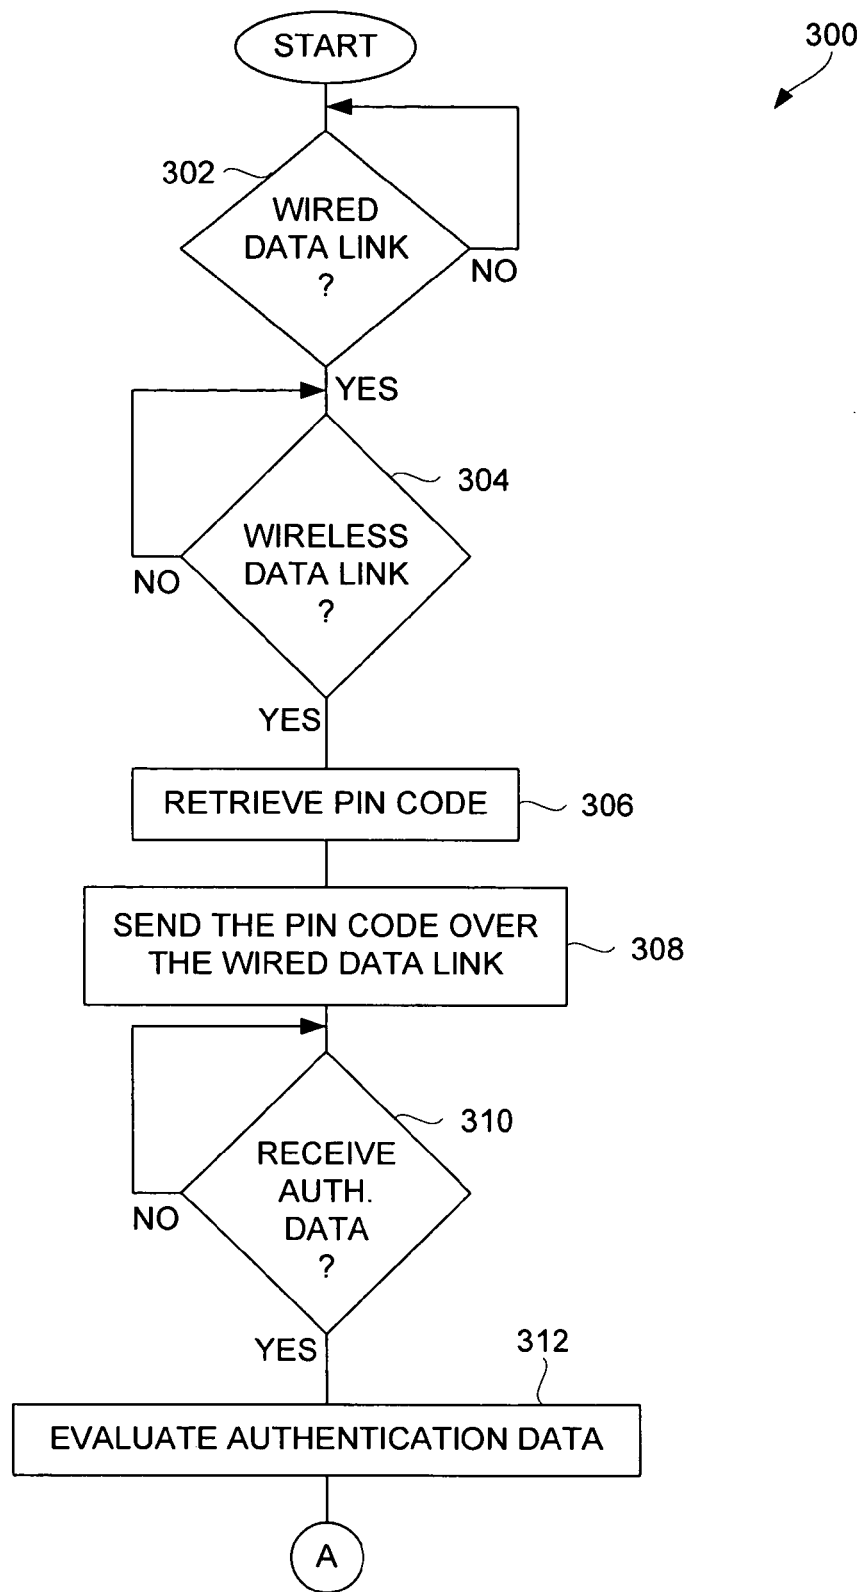 START
300
302
WIRED
DATA LINK
?
NO
YES
304
WIRELESS
DATA LINK
?
NO
YES
RETRIEVE PIN CODE
306
SEND THE PIN CODE OVER
THE WIRED DATA LINK
308
310
RECEIVE
AUTH.
DATA
?
NO
YES
312
EVALUATE AUTHENTICATION DATA
A